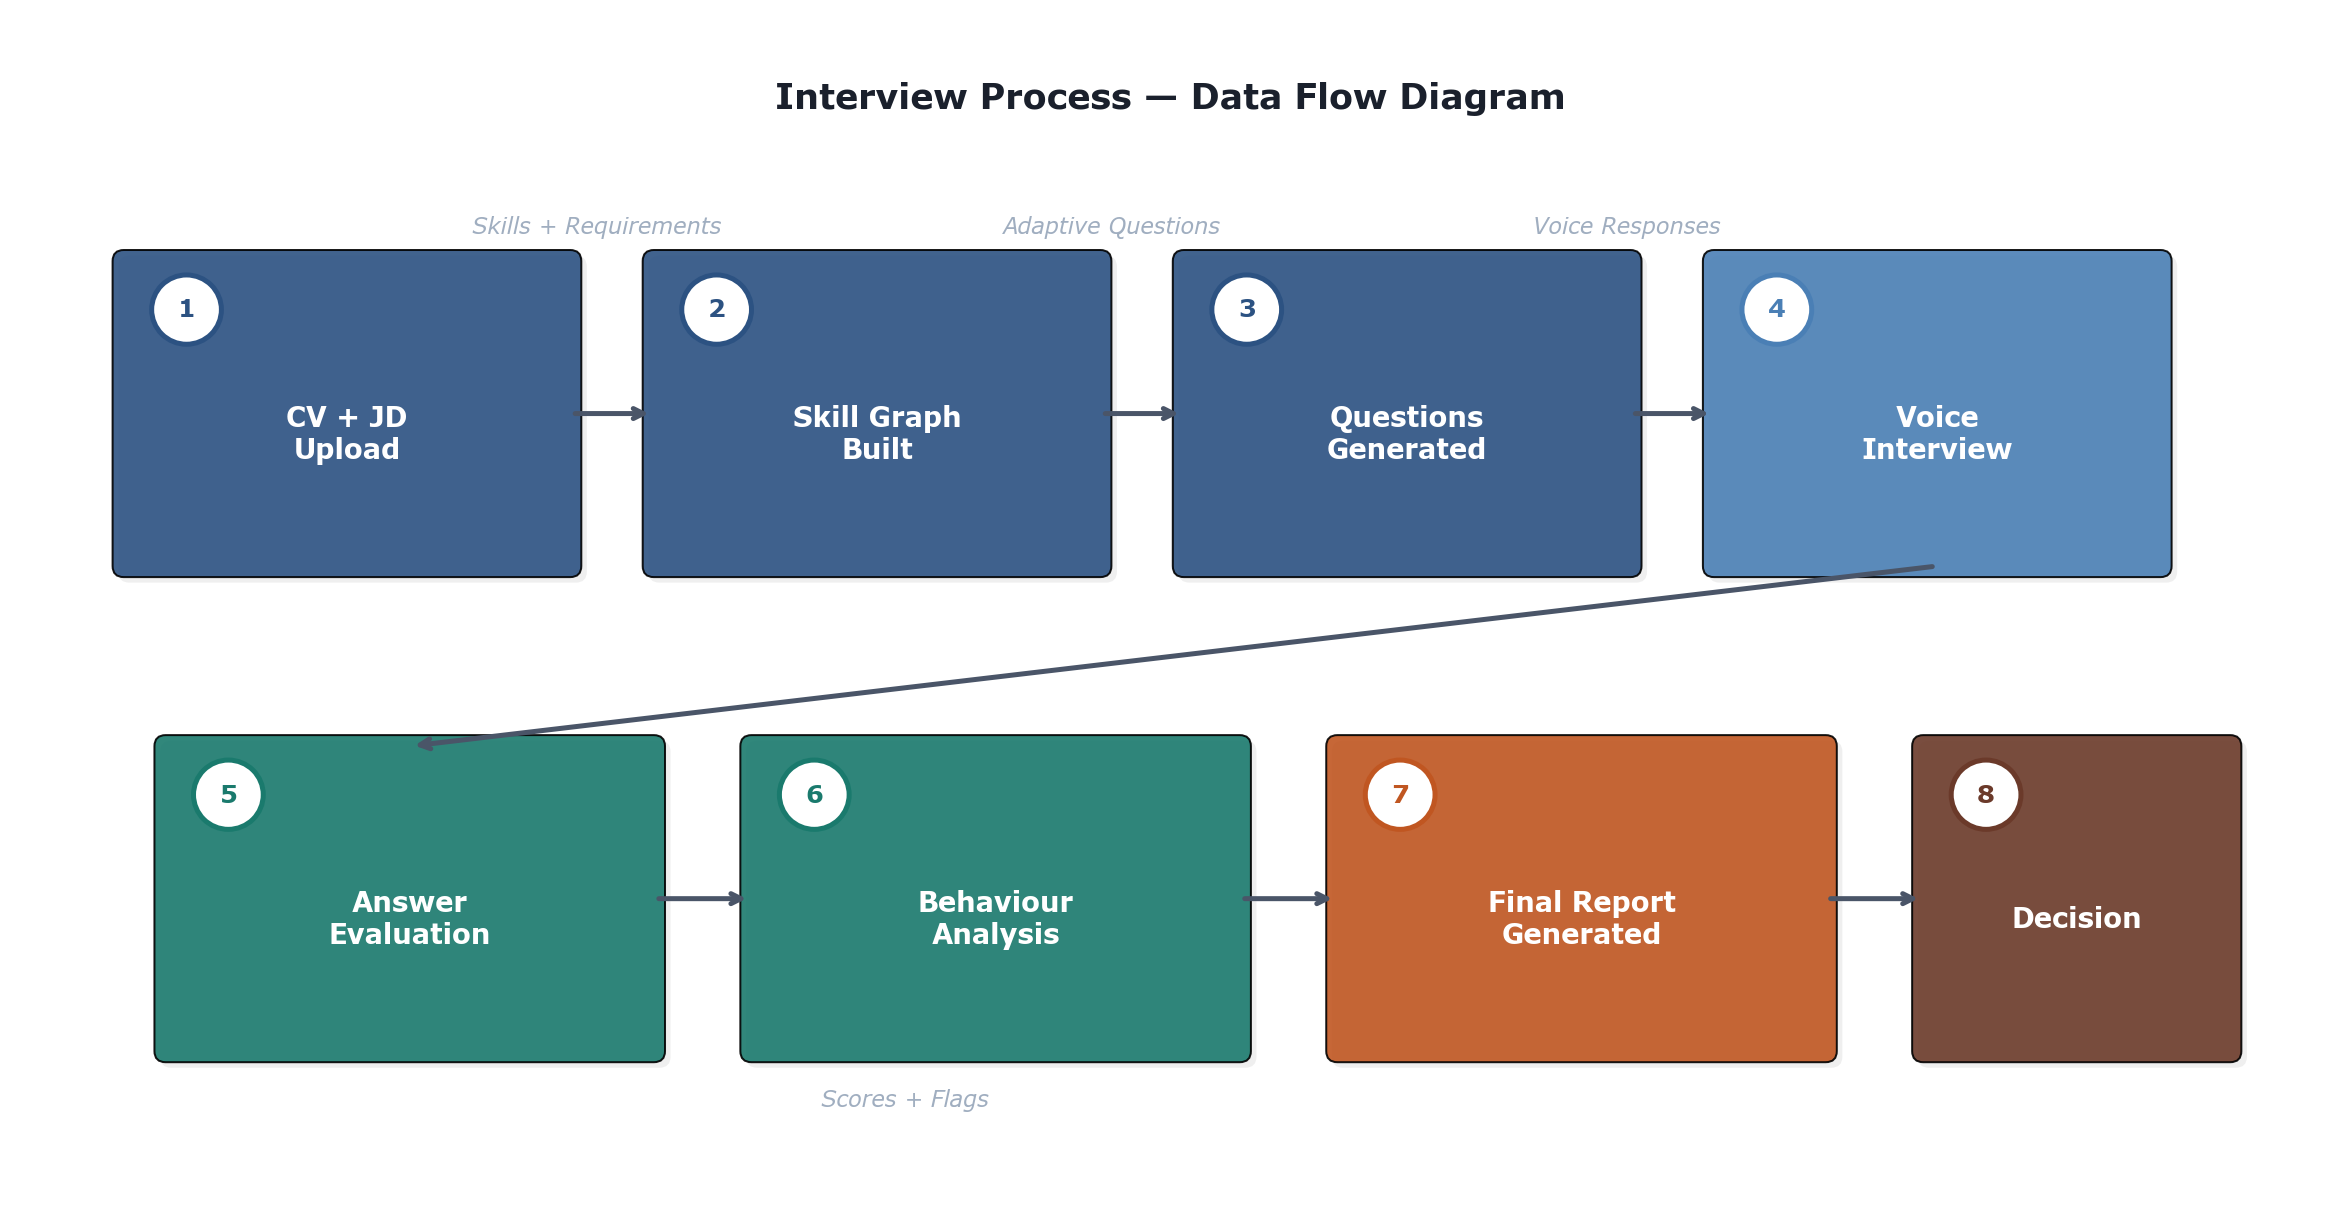 Interview Process — Data Flow Diagram
Skills + Requirements
Adaptive Questions
Voice Responses
1
CV + JD
Upload
2
Skill Graph
Built
3
Questions
Generated
4
Voice
Interview
5
Answer
Evaluation
6
Behaviour
Analysis
7
Final Report
Generated
8
Decision
Scores + Flags